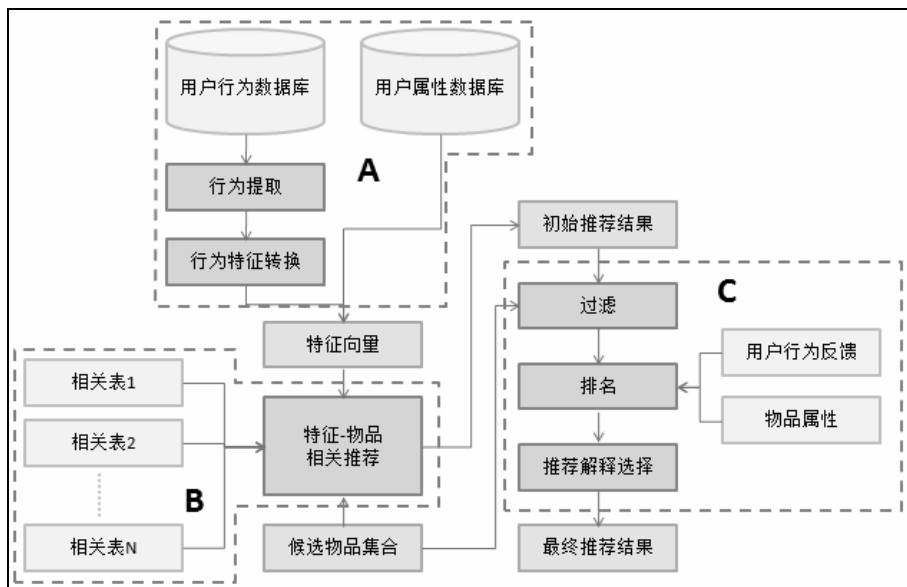 用户行为数据库
用户属性数据库
行为提取
A
行为特征转换
初始推荐结果
C
过滤
特征向量
用户行为反馈
相关表1
排名
物品属性
相关表2
特征-物品
相关推荐
推荐解释选择
B
相关表N
候选物品集合
最终推荐结果